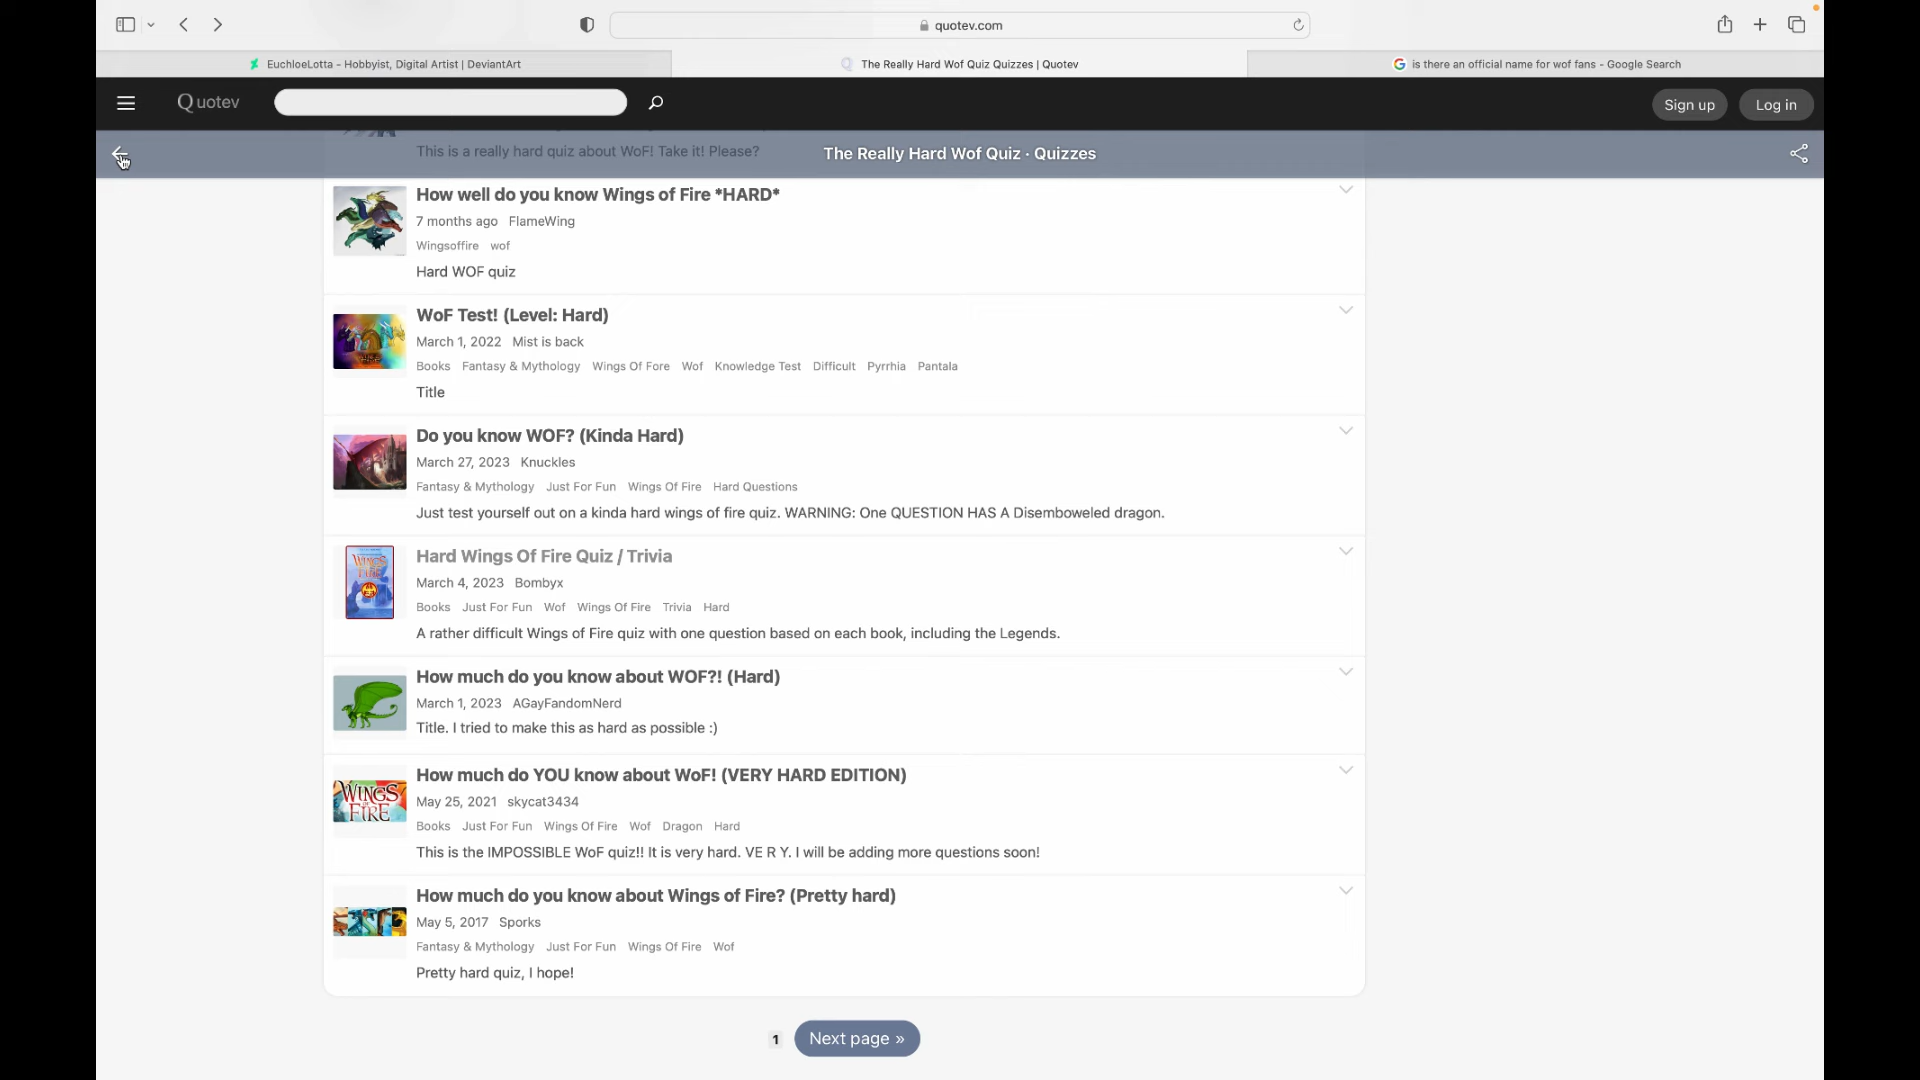 quotev.com
EuchloeLotta - Hobbyist, Digital Artist | DeviantArt
The Really Hard Wof Quiz Quizzes | Quotev
is there an official name for wof fans - Google Search
Quotev
Sign up
Log in
This is a really hard quiz about WoF! Take it! Please?
The Really Hard Wof Quiz · Quizzes
How well do you know Wings of Fire *HARD*
7 months ago FlameWing
Wingsoffire wof
Hard WOF quiz
WoF Test! (Level: Hard)
March 1, 2022 Mist is back
Books Fantasy & Mythology Wings Of Fore Wof Knowledge Test Difficult Pyrrhia Pantala
Title
Do you know WOF? (Kinda Hard)
March 27, 2023 Knuckles
Fantasy & Mythology Just For Fun Wings Of Fire Hard Questions
Just test yourself out on a kinda hard wings of fire quiz. WARNING: One QUESTION HAS A Disemboweled dragon.
Hard Wings Of Fire Quiz / Trivia
March 4, 2023 Bombyx
Books Just For Fun Wof Wings Of Fire Trivia Hard
A rather difficult Wings of Fire quiz with one question based on each book, including the Legends.
How much do you know about WOF?! (Hard)
March 1, 2023 AGayFandomNerd
Title. I tried to make this as hard as possible :)
How much do YOU know about WoF! (VERY HARD EDITION)
WINGS
OF
FIRE
May 25, 2021 skycat3434
Books Just For Fun Wings Of Fire Wof Dragon Hard
This is the IMPOSSIBLE WoF quiz!! It is very hard. VE R Y. I will be adding more questions soon!
How much do you know about Wings of Fire? (Pretty hard)
May 5, 2017 Sporks
Fantasy & Mythology Just For Fun Wings Of Fire Wof
Pretty hard quiz, I hope!
1
Next page »